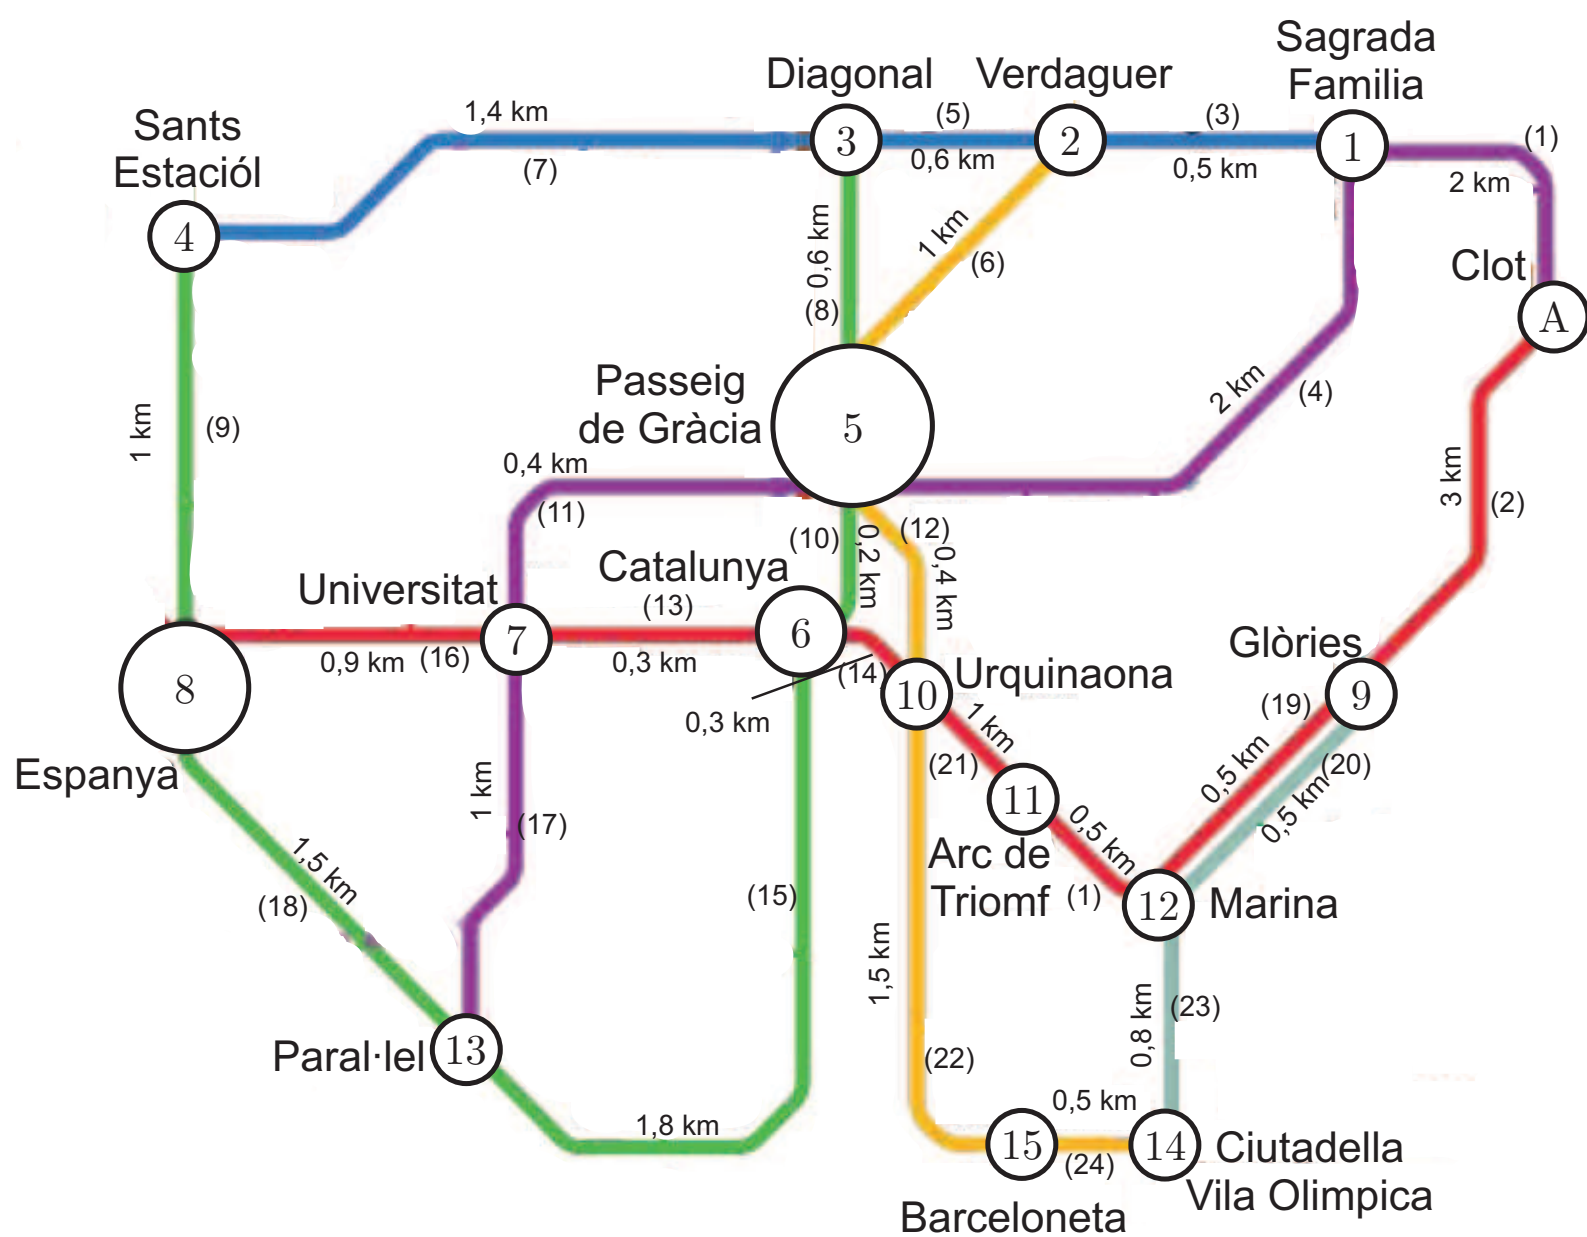 Sagrada
Familia
Diagonal
Verdaguer
1,4 km
Sants
Estaciól
(5)
(3)
(1)
3
2
1
0,6 km
0,5 km
2 km
(7)
4
0,6 km
1 km
(6)
Clot
(8)
A
Passeig
de Gràcia
5
2 km
(4)
1 km
(9)
0,4 km
(11)
3 km
(2)
(10)
0,2 km
(12)
0,4 km
Catalunya
Universitat
(13)
7
6
0,9 km
(16)
0,3 km
(14)
0,3 km
8
Espanya
10
Urquinaona
Glòries
9
(19)
0,5 km
(20)
0,5 km
1 km
(21)
11
Arc de
Triomf
0,5 km
(1)
12
Marina
1 km
(17)
1,5 km
(18)
(15)
1,5 km
(22)
0,8 km
(23)
Paral·lel
13
1,8 km
0,5 km
15
(24)
14
Ciutadella
Vila Olimpica
Barceloneta